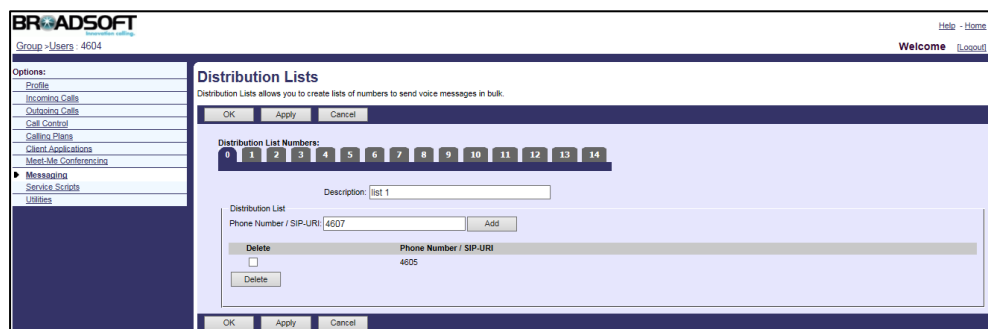 BROADSOFT
innovation calling.
Help - Home
Group >Users : 4604
Welcome [Logout]
Options:
Profile
Incoming Calls
Outgoing Calls
Call Control
Calling Plans
Client Applications
Meet-Me Conferencing
Messaging
Service Scripts
Utilities
Distribution Lists
Distribution Lists allows you to create lists of numbers to send voice messages in bulk.
OK Apply Cancel
Distribution List Numbers:
0 1 2 3 4 5 6 7 8 9 10 11 12 13 14
Description: list 1
Distribution List
Phone Number / SIP-URI: 4607 Add
Delete Phone Number / SIP-URI
4605
Delete
OK Apply Cancel